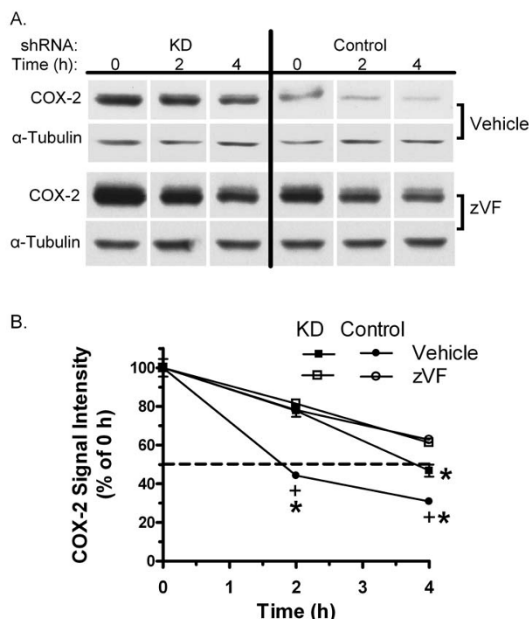 A.
shRNA: KD Control
Time (h): 0 2 4 0 2 4
COX-2
α-Tubulin
Vehicle
COX-2
α-Tubulin
zVF
B.
KD Control
Vehicle
zVF
COX-2 Signal Intensity
(% of 0 h)
100
80
60
40
20
0
*
+
*
+*
0 1 2 3 4
Time (h)